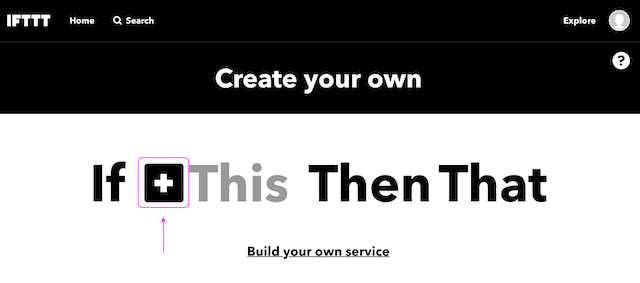 IFTTT Home Search Explore
?
Create your own
If This Then That
Build your own service